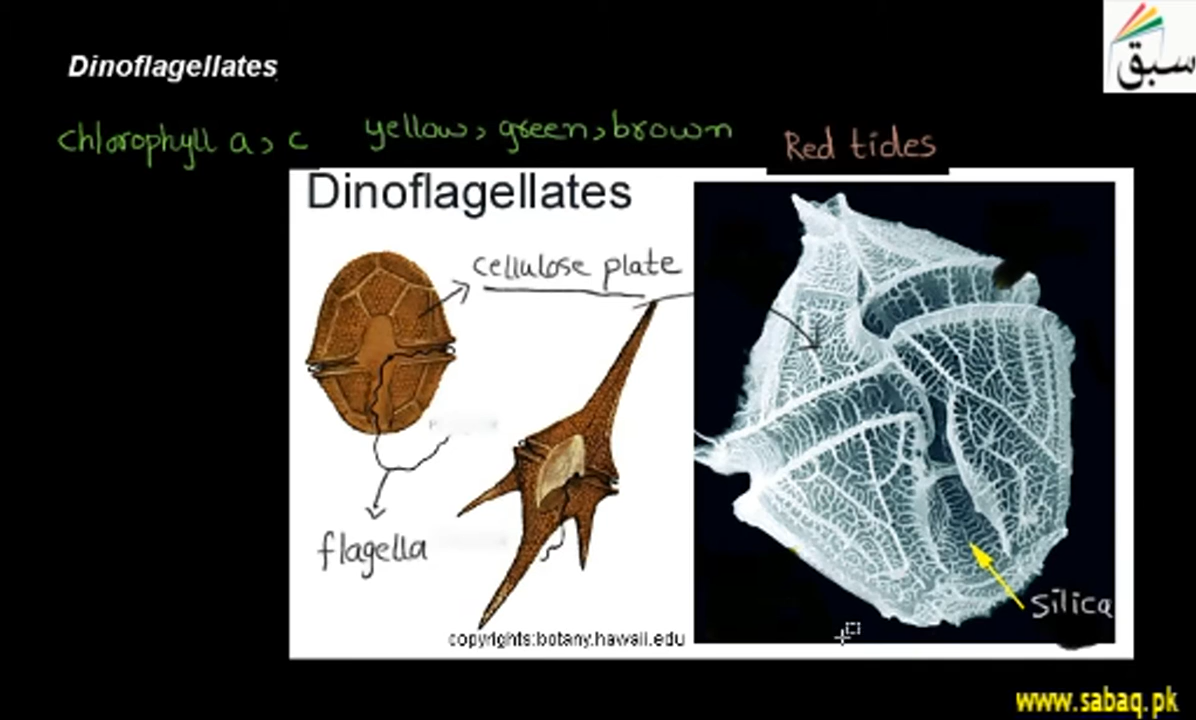 سبق
Dinoflagellates
chlorophyll a, c
yellow, green, brown
Red tides
Dinoflagellates
cellulose plate
flagella
silica
copyrights:botany.hawaii.edu
www.sabaq.pk